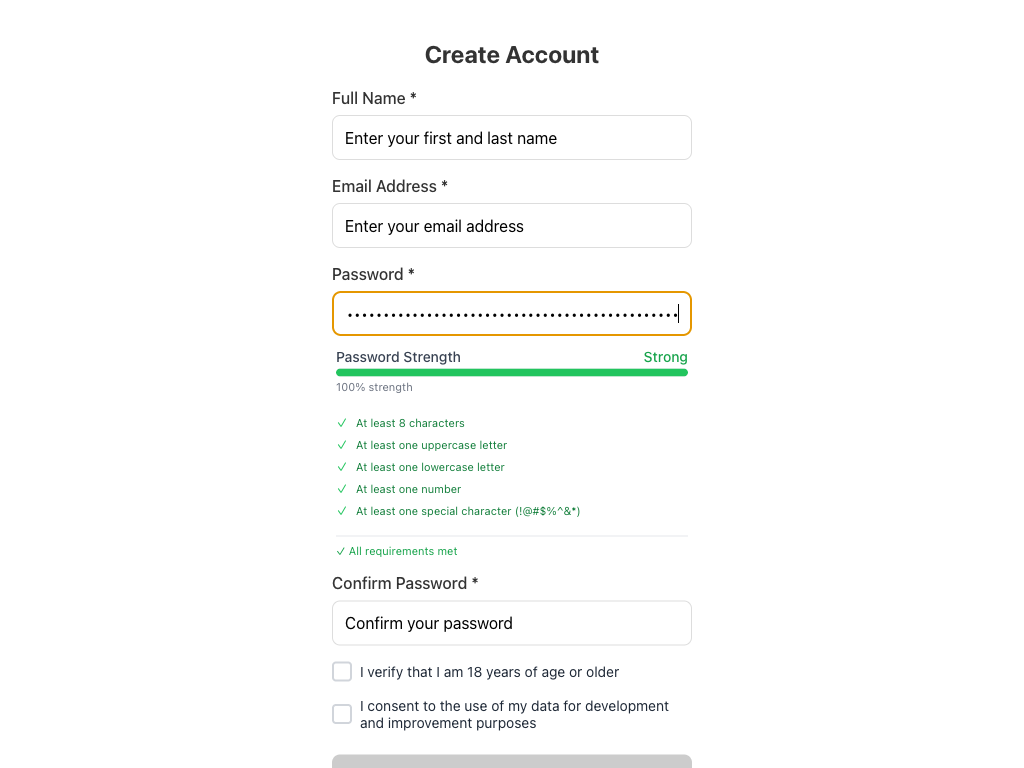 Create Account
Full Name *
Enter your first and last name
Email Address *
Enter your email address
Password *
••••••••••••••••••••••••••••••••••••••••••••••
Password Strength Strong
100% strength
✓ At least 8 characters
✓ At least one uppercase letter
✓ At least one lowercase letter
✓ At least one number
✓ At least one special character (!@#$%^&*)
✓ All requirements met
Confirm Password *
Confirm your password
I verify that I am 18 years of age or older
I consent to the use of my data for development
and improvement purposes